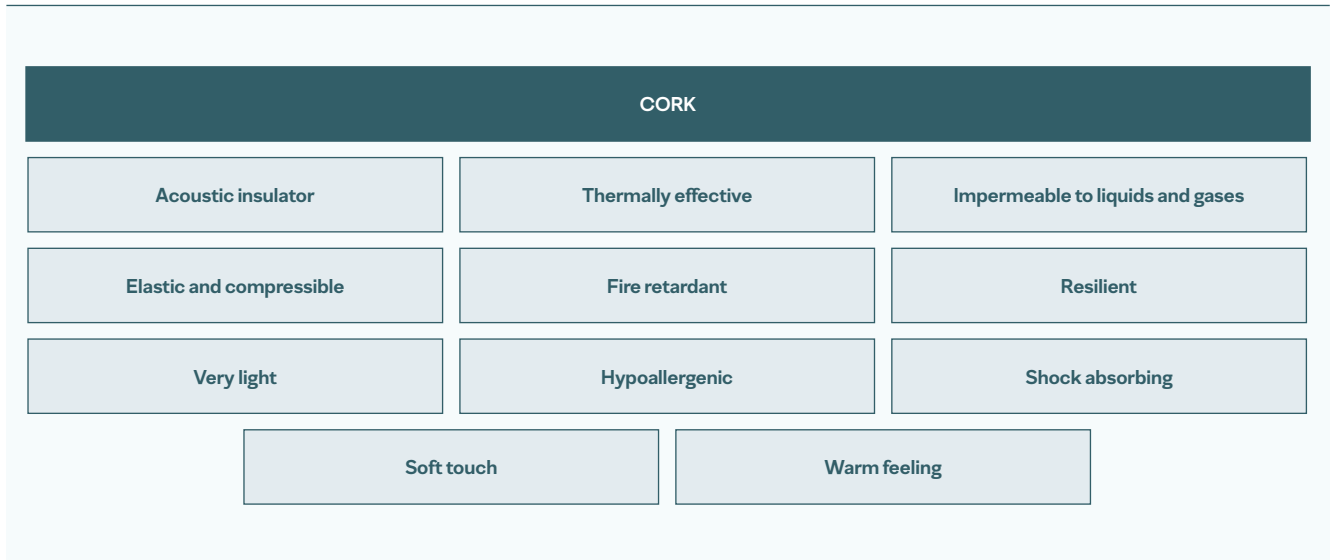 CORK
Acoustic insulator
Thermally effective
Impermeable to liquids and gases
Elastic and compressible
Fire retardant
Resilient
Very light
Hypoallergenic
Shock absorbing
Soft touch
Warm feeling